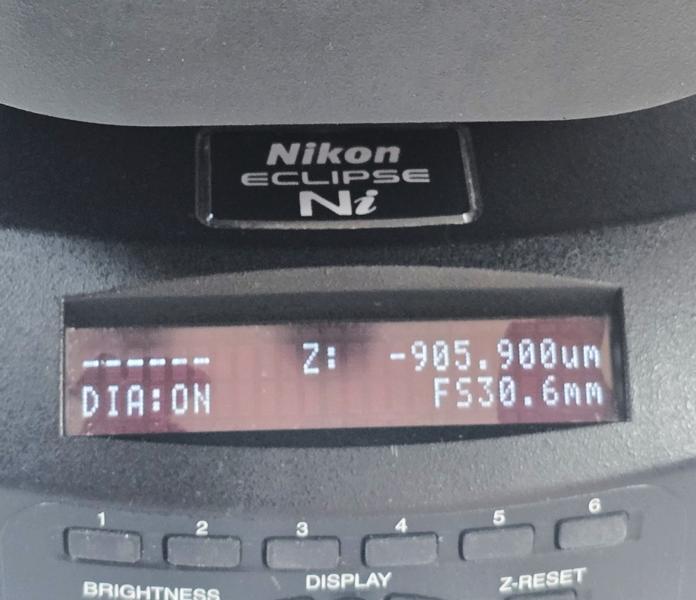 Nikon
ECLIPSE
Ni
------ Z: -905.900um
DIA:ON FS30.6mm
1 2 3 4 5 6
BRIGHTNESS DISPLAY Z-RESET